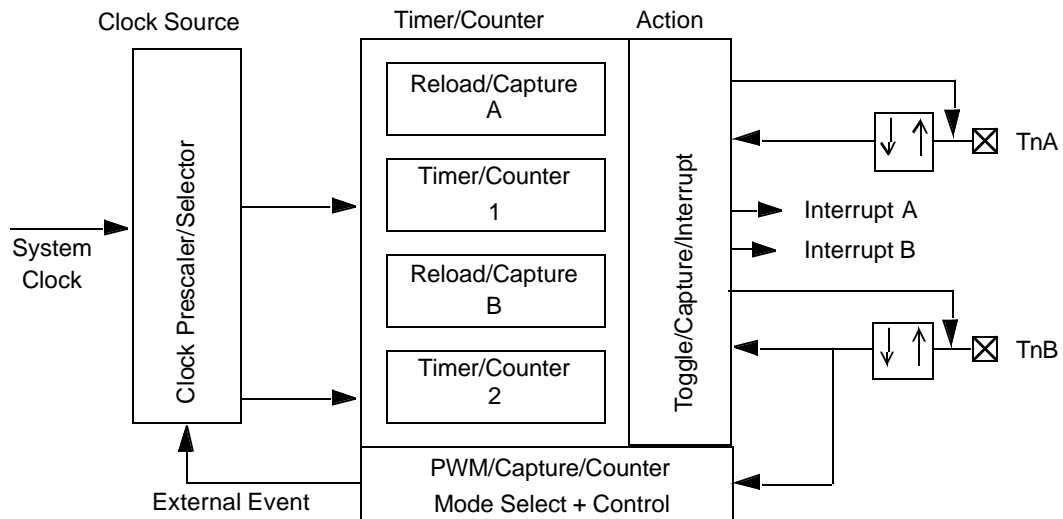 Clock Source
Timer/Counter
Action
Reload/Capture
A
Timer/Counter
1
Reload/Capture
B
Timer/Counter
2
Clock Prescaler/Selector
Toggle/Capture/Interrupt
System
Clock
TnA
Interrupt A
Interrupt B
TnB
External Event
PWM/Capture/Counter
Mode Select + Control